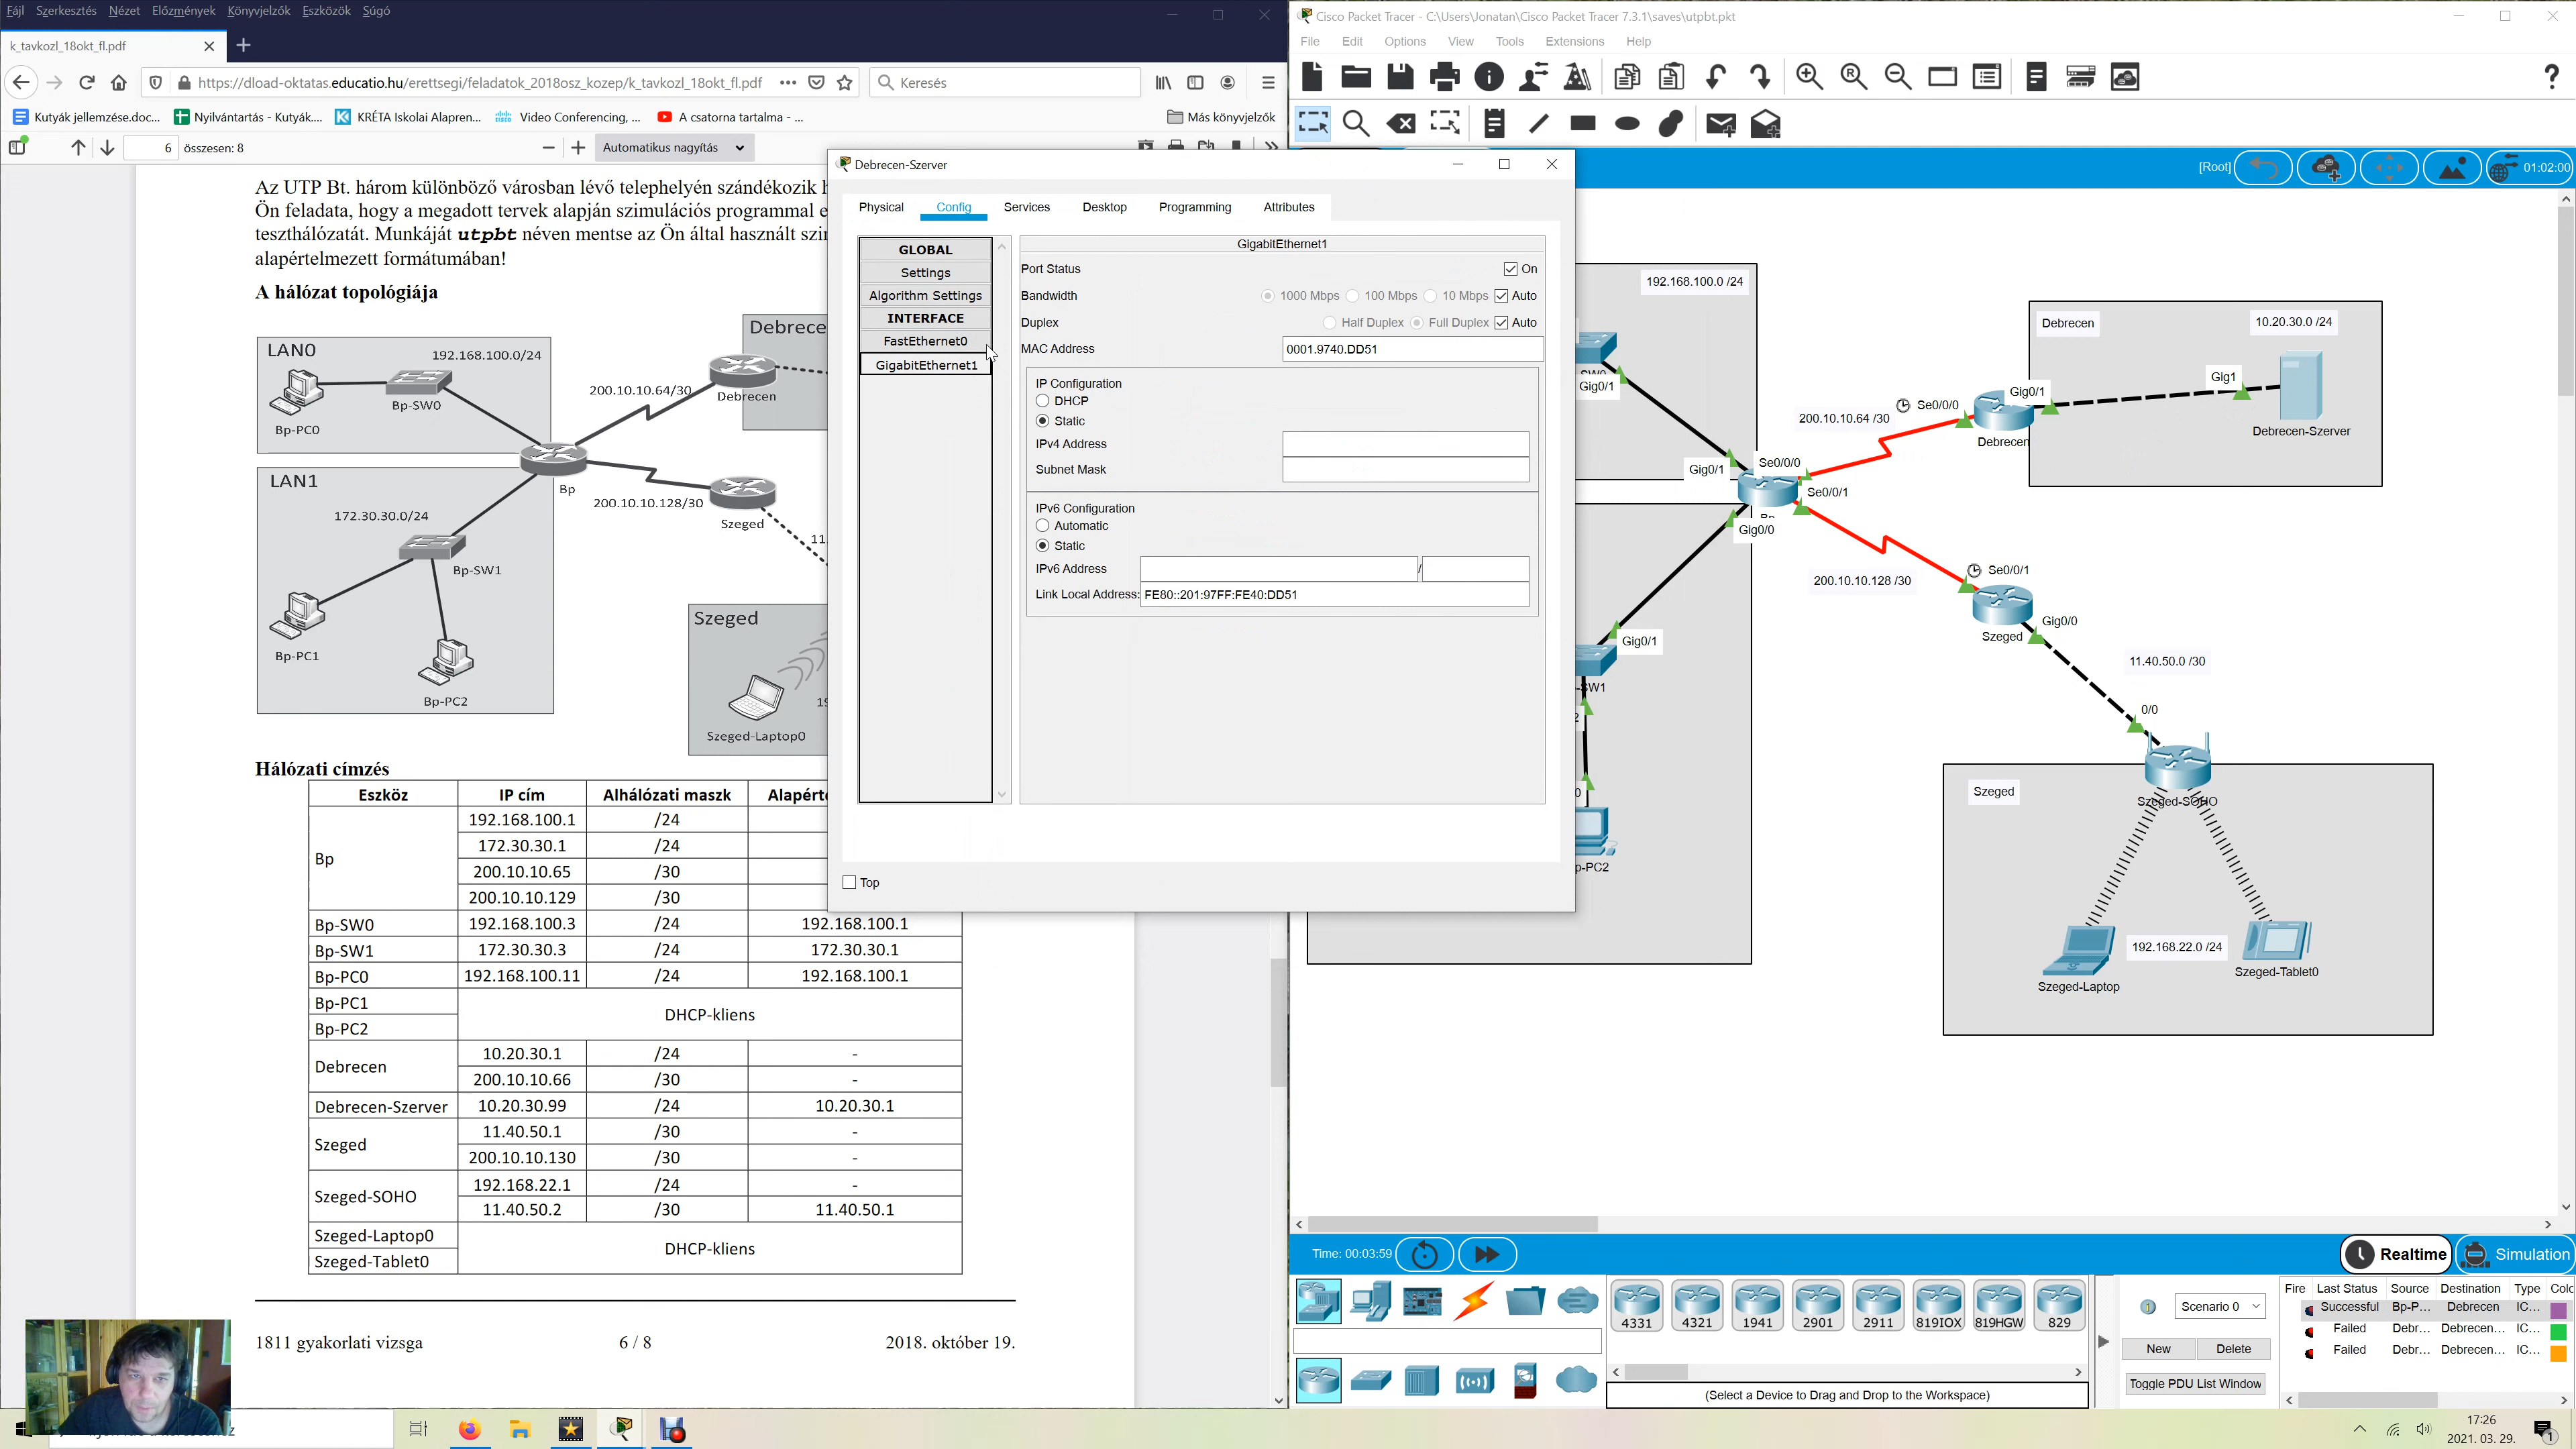 Fájl Szerkesztés Nézet Előzmények Könyvjelzők Eszközök Súgó
k_tavkozl_18okt_fl.pdf
https://dload-oktatas.educatio.hu/erettsegi/feladatok_2018osz_kozep/k_tavkozl_18okt_fl.pdf
Keresés
Kutyák jellemzése.doc...
Nyilvántartás - Kutyák....
KRÉTA Iskolai Alapren...
Video Conferencing, ...
A csatorna tartalma - ...
Más könyvjelzők
6 összesen: 8
Automatikus nagyítás
Az UTP Bt. három különböző városban lévő telephelyén szándékozik
Ön feladata, hogy a megadott tervek alapján szimulációs programmal
teszthálózatát. Munkáját utpbt néven mentse az Ön által használt
alapértelmezett formátumában!
A hálózat topológiája
LAN0
192.168.100.0/24
Bp-SW0
Bp-PC0
200.10.10.64/30
Debrece
Debrecen
LAN1
Bp
200.10.10.128/30
172.30.30.0/24
Szeged
11.
Bp-SW1
Bp-PC1
Bp-PC2
Szeged
Szeged-Laptop0
Hálózati címzés
Eszköz IP cím Alhálózati maszk Alapérte
Bp
192.168.100.1 /24
172.30.30.1 /24
200.10.10.65 /30
200.10.10.129 /30
Bp-SW0 192.168.100.3 /24 192.168.100.1
Bp-SW1 172.30.30.3 /24 172.30.30.1
Bp-PC0 192.168.100.11 /24 192.168.100.1
Bp-PC1
Bp-PC2
DHCP-kliens
Debrecen
10.20.30.1 /24 -
200.10.10.66 /30 -
Debrecen-Szerver 10.20.30.99 /24 10.20.30.1
Szeged
11.40.50.1 /30 -
200.10.10.130 /30 -
Szeged-SOHO
192.168.22.1 /24 -
11.40.50.2 /30 11.40.50.1
Szeged-Laptop0
Szeged-Tablet0
DHCP-kliens
1811 gyakorlati vizsga 6 / 8 2018. október 19.
Debrecen-Szerver
Physical Config Services Desktop Programming Attributes
GLOBAL
Settings
Algorithm Settings
INTERFACE
FastEthernet0
GigabitEthernet1
GigabitEthernet1
Port Status On
Bandwidth 1000 Mbps 100 Mbps 10 Mbps Auto
Duplex Half Duplex Full Duplex Auto
MAC Address 0001.9740.DD51
IP Configuration
DHCP
Static
IPv4 Address
Subnet Mask
IPv6 Configuration
Automatic
Static
IPv6 Address /
Link Local Address: FE80::201:97FF:FE40:DD51
Top
Cisco Packet Tracer - C:\Users\Jonatan\Cisco Packet Tracer 7.3.1\saves\utpbt.pkt
File Edit Options View Tools Extensions Help
[Root]
01:02:00
192.168.100.0 /24
Gig0/1
Debrecen
10.20.30.0 /24
Gig1
Gig0/1
Se0/0/0
200.10.10.64 /30
Debrecen
Debrecen-Szerver
Gig0/1
Se0/0/0
Se0/0/1
Gig0/0
200.10.10.128 /30
Se0/0/1
Gig0/0
Szeged
Gig0/1
-SW1
11.40.50.0 /30
0/0
Szeged
Szeged-SOHO
p-PC2
192.168.22.0 /24
Szeged-Laptop
Szeged-Tablet0
Time: 00:03:59
Realtime
Simulation
4331 4321 1941 2901 2911 819IOX 819HGW 829
(Select a Device to Drag and Drop to the Workspace)
Scenario 0
New Delete
Toggle PDU List Window
Fire Last Status Source Destination Type Colo
Successful Bp-P... Debrecen IC...
Failed Debr... Debrecen... IC...
Failed Debr... Debrecen... IC...
17:26
2021. 03. 29.
1